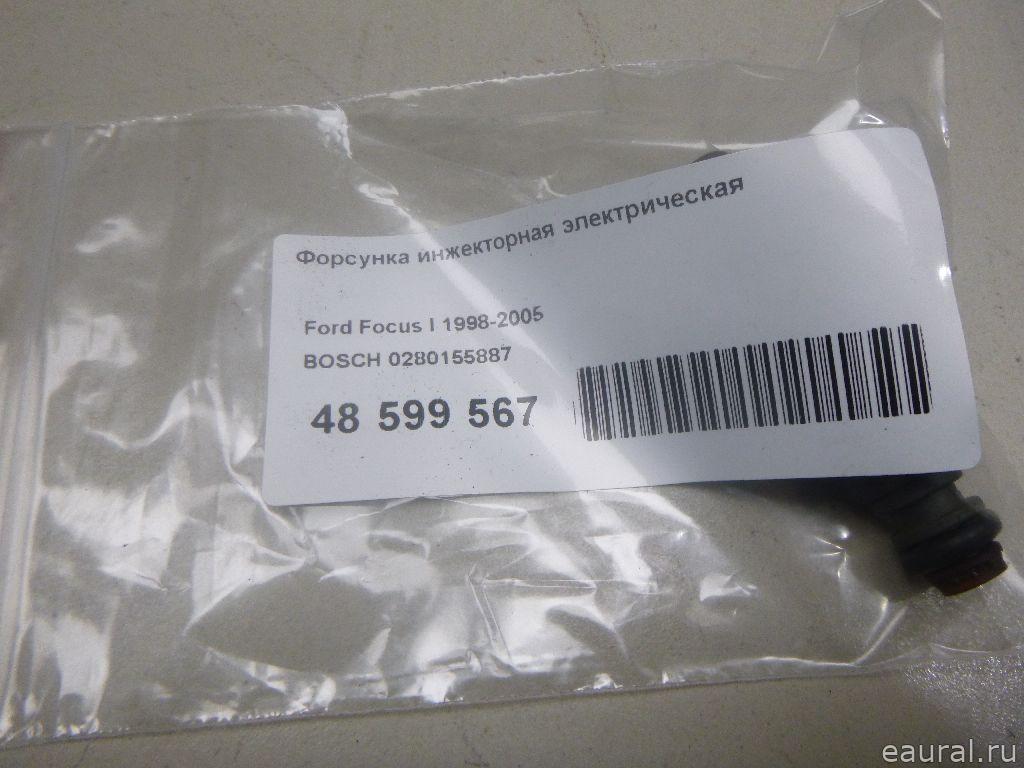 Форсунка инжекторная электрическая
Ford Focus I 1998-2005
BOSCH 0280155887
48 599 567
eaural.ru